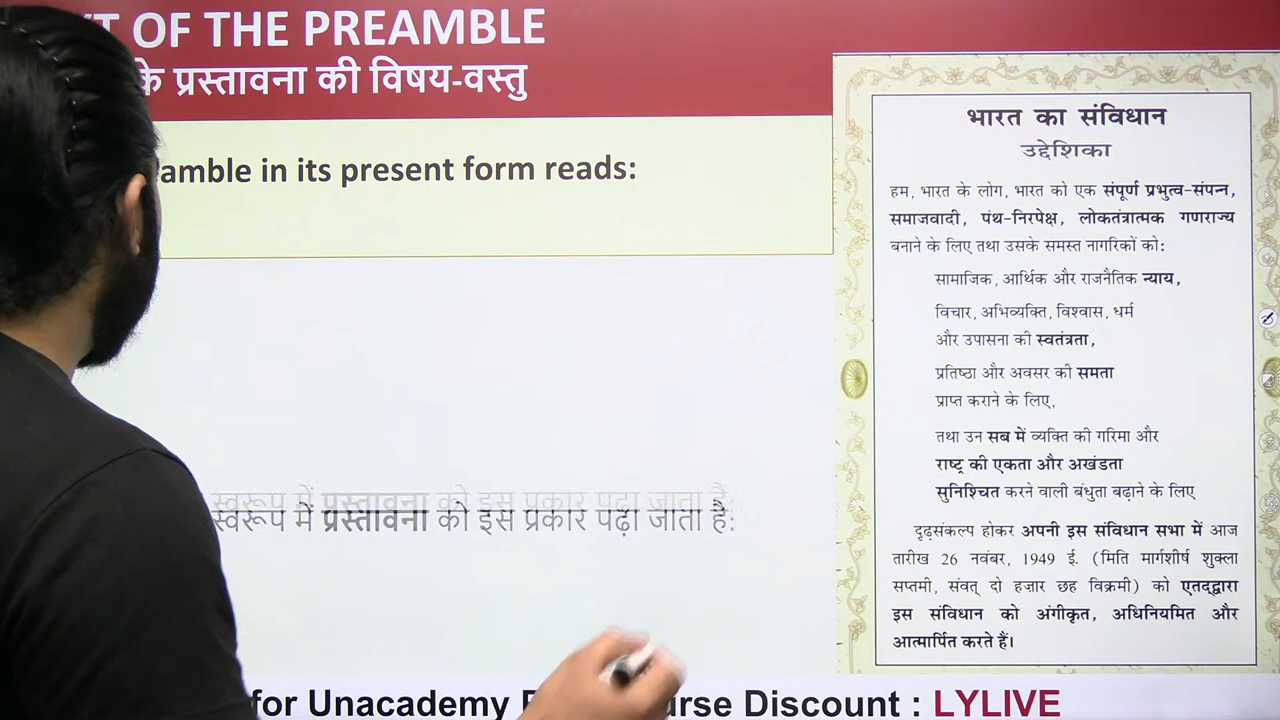 OF THE PREAMBLE
के प्रस्तावना की विषय-वस्तु
in its present form reads:
स्वरूप में प्रस्तावना को इस प्रकार पढ़ा जाता है:
भारत का संविधान
उद्देशिका
हम, भारत के लोग, भारत को एक संपूर्ण प्रभुत्व-संपन्न,
समाजवादी, पंथ-निरपेक्ष, लोकतंत्रात्मक गणराज्य
बनाने के लिए तथा उसके समस्त नागरिकों को:
सामाजिक, आर्थिक और राजनैतिक न्याय,
विचार, अभिव्यक्ति, विश्वास, धर्म
और उपासना की स्वतंत्रता,
प्रतिष्ठा और अवसर की समता
प्राप्त कराने के लिए,
तथा उन सब में व्यक्ति की गरिमा और
राष्ट्र की एकता और अखंडता
सुनिश्चित करने वाली बंधुता बढ़ाने के लिए
दृढ़संकल्प होकर अपनी इस संविधान सभा में आज
तारीख 26 नवंबर, 1949 ई. (मिति मार्गशीर्ष शुक्ला
सप्तमी, संवत् दो हजार छह विक्रमी) को एतद्द्वारा
इस संविधान को अंगीकृत, अधिनियमित और
आत्मार्पित करते हैं।
for Unacademy Discount : LYLIVE